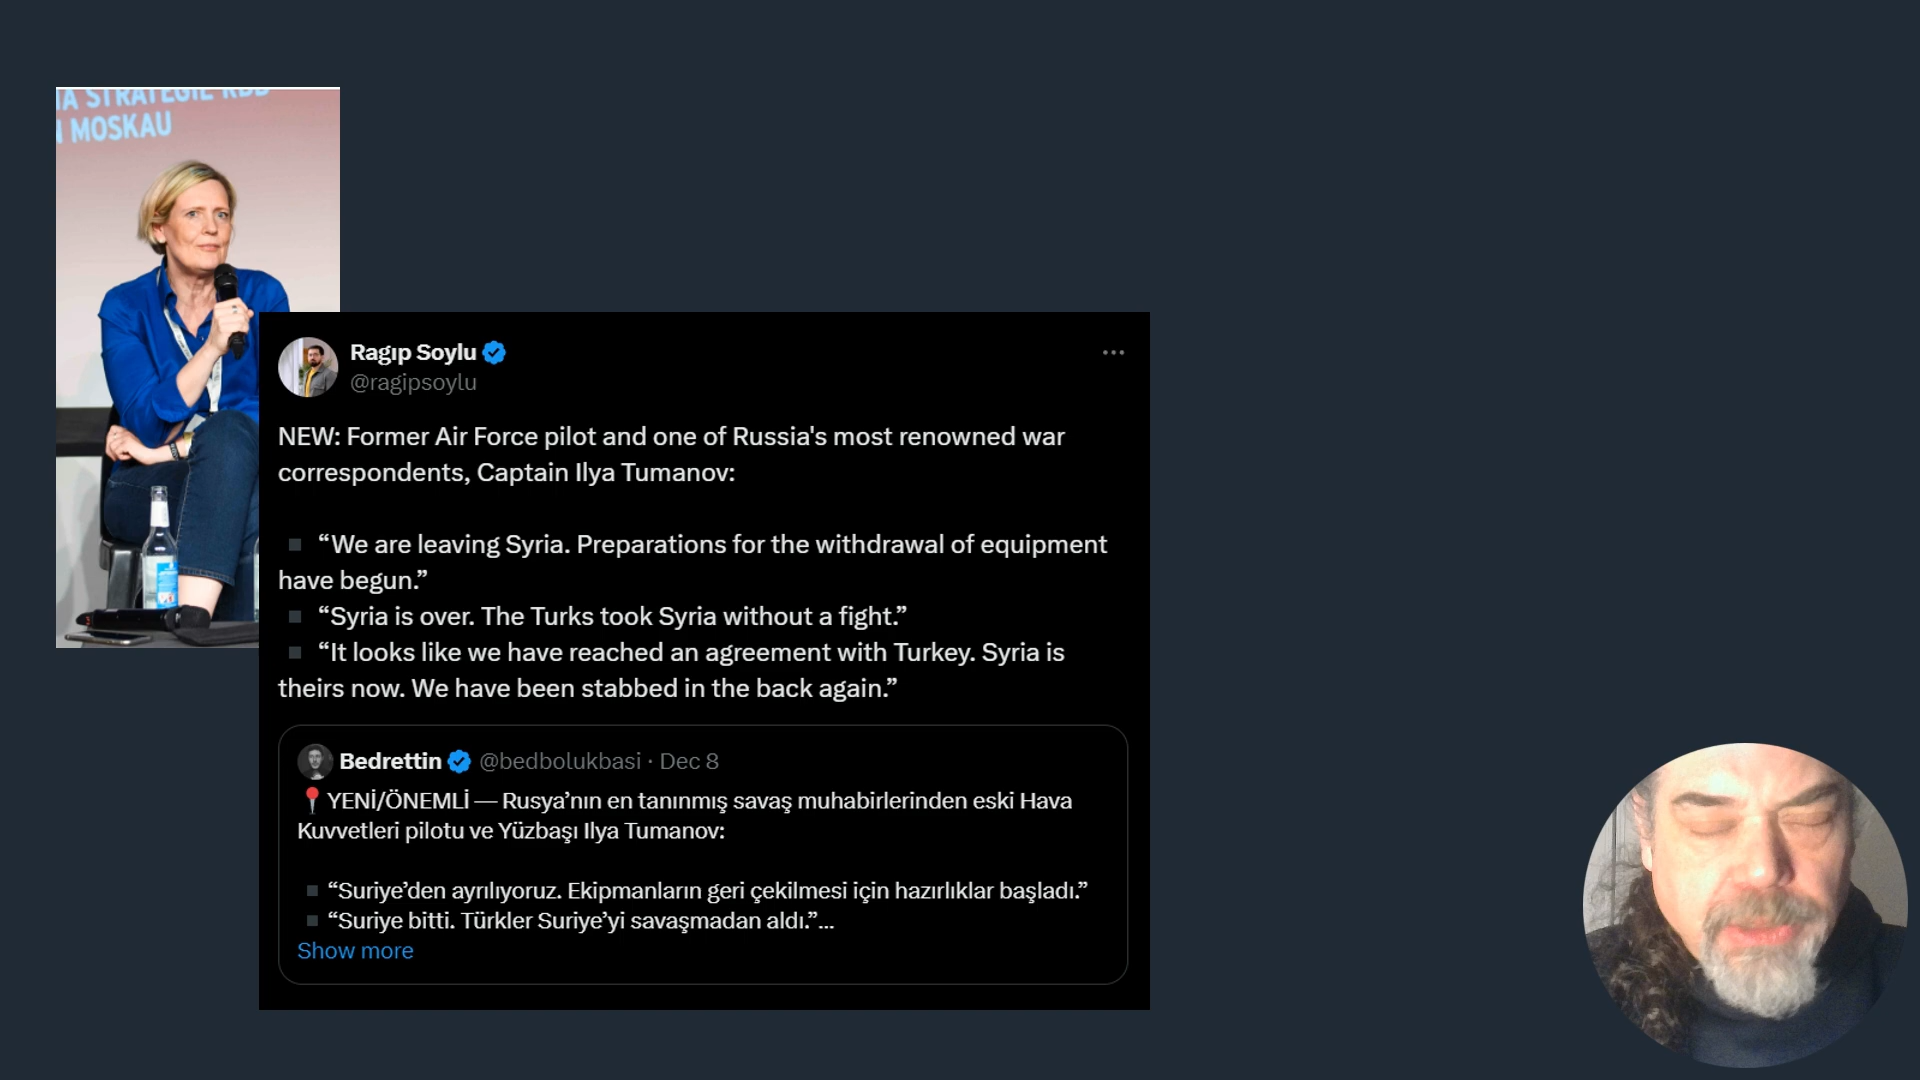 IA STRATEGIE RBB
N MOSKAU
Ragıp Soylu
@ragipsoylu
NEW: Former Air Force pilot and one of Russia's most renowned war
correspondents, Captain Ilya Tumanov:
“We are leaving Syria. Preparations for the withdrawal of equipment
have begun.”
“Syria is over. The Turks took Syria without a fight.”
“It looks like we have reached an agreement with Turkey. Syria is
theirs now. We have been stabbed in the back again.”
Bedrettin @bedbolukbasi · Dec 8
YENİ/ÖNEMLİ — Rusya’nın en tanınmış savaş muhabirlerinden eski Hava
Kuvvetleri pilotu ve Yüzbaşı Ilya Tumanov:
“Suriye’den ayrılıyoruz. Ekipmanların geri çekilmesi için hazırlıklar başladı.”
“Suriye bitti. Türkler Suriye’yi savaşmadan aldı.”...
Show more